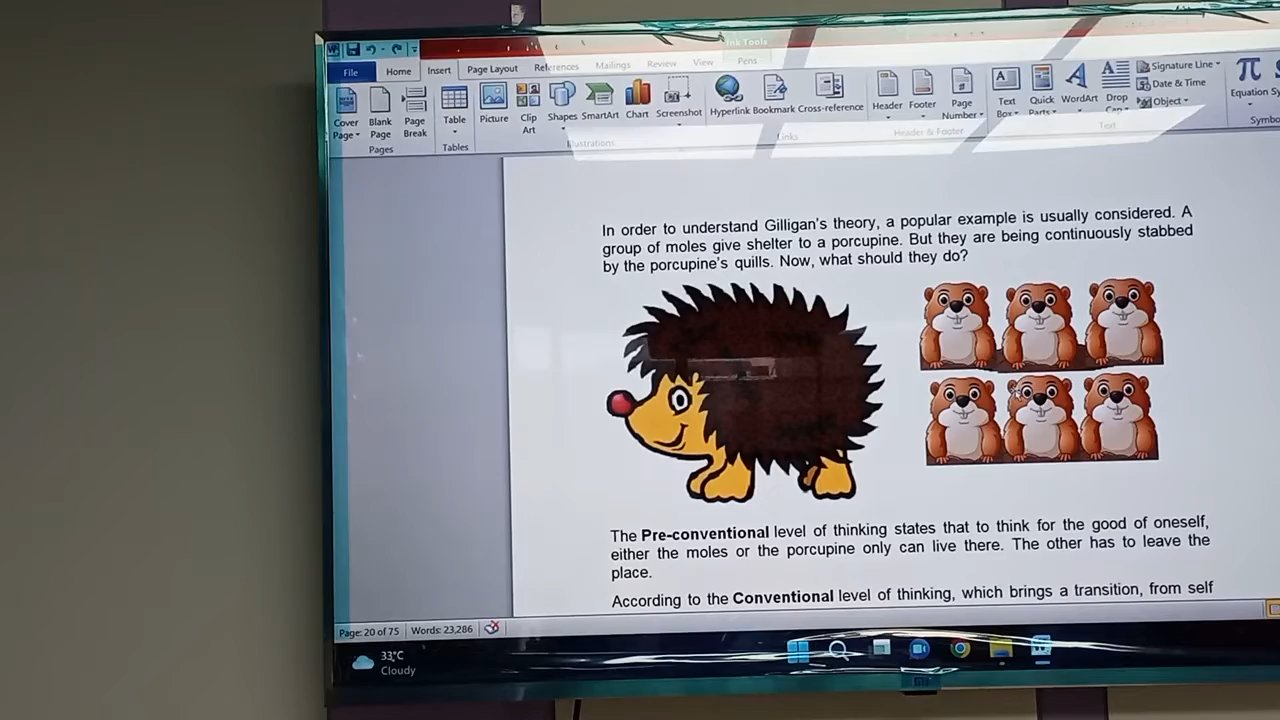 Ink Tools
File Home Insert Page Layout References Mailings Review View Pens
Cover Page Blank Page Page Break Table Picture Clip Art Shapes SmartArt Chart Screenshot Hyperlink Bookmark Cross-reference Header Footer Page Number Text Box Quick Parts WordArt Drop Cap Signature Line Date & Time Object Equation
Pages Tables Illustrations Links Header & Footer Text
In order to understand Gilligan's theory, a popular example is usually considered. A
group of moles give shelter to a porcupine. But they are being continuously stabbed
by the porcupine's quills. Now, what should they do?
The Pre-conventional level of thinking states that to think for the good of oneself,
either the moles or the porcupine only can live there. The other has to leave the
place.
According to the Conventional level of thinking, which brings a transition, from self
Page: 20 of 75 Words: 23,286
33°C
Cloudy